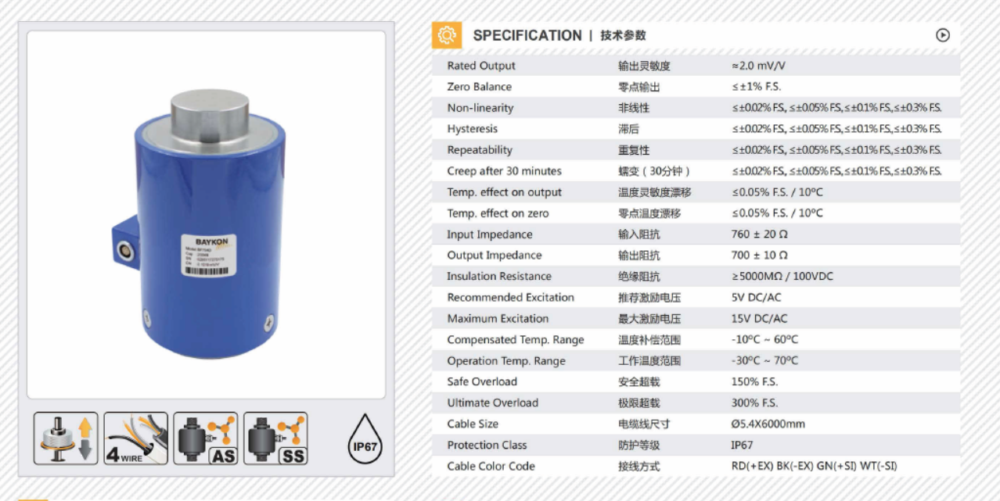 SPECIFICATION | 技术参数
Rated Output 输出灵敏度 ≈2.0 mV/V
Zero Balance 零点输出 ≤±1% F.S.
Non-linearity 非线性 ≤±0.02% F.S., ≤±0.05% F.S.,≤±0.1% F.S.,≤±0.3% F.S.
Hysteresis 滞后 ≤±0.02% F.S., ≤±0.05% F.S.,≤±0.1% F.S.,≤±0.3% F.S.
Repeatability 重复性 ≤±0.02% F.S., ≤±0.05% F.S.,≤±0.1% F.S.,≤±0.3% F.S.
Creep after 30 minutes 蠕变 ( 30分钟 ) ≤±0.02% F.S., ≤±0.05% F.S.,≤±0.1% F.S.,≤±0.3% F.S.
Temp. effect on output 温度灵敏度漂移 ≤0.05% F.S. / 10ºC
Temp. effect on zero 零点温度漂移 ≤0.05% F.S. / 10ºC
Input Impedance 输入阻抗 760 ± 20 Ω
Output Impedance 输出阻抗 700 ± 10 Ω
Insulation Resistance 绝缘阻抗 ≥5000MΩ / 100VDC
Recommended Excitation 推荐激励电压 5V DC/AC
Maximum Excitation 最大激励电压 15V DC/AC
Compensated Temp. Range 温度补偿范围 -10ºC ~ 60ºC
Operation Temp. Range 工作温度范围 -30ºC ~ 70ºC
Safe Overload 安全超载 150% F.S.
Ultimate Overload 极限超载 300% F.S.
Cable Size 电缆线尺寸 Ø5.4X6000mm
Protection Class 防护等级 IP67
Cable Color Code 接线方式 RD(+EX) BK(-EX) GN(+SI) WT(-SI)
BAYKON
4 WIRE
AS
SS
IP67